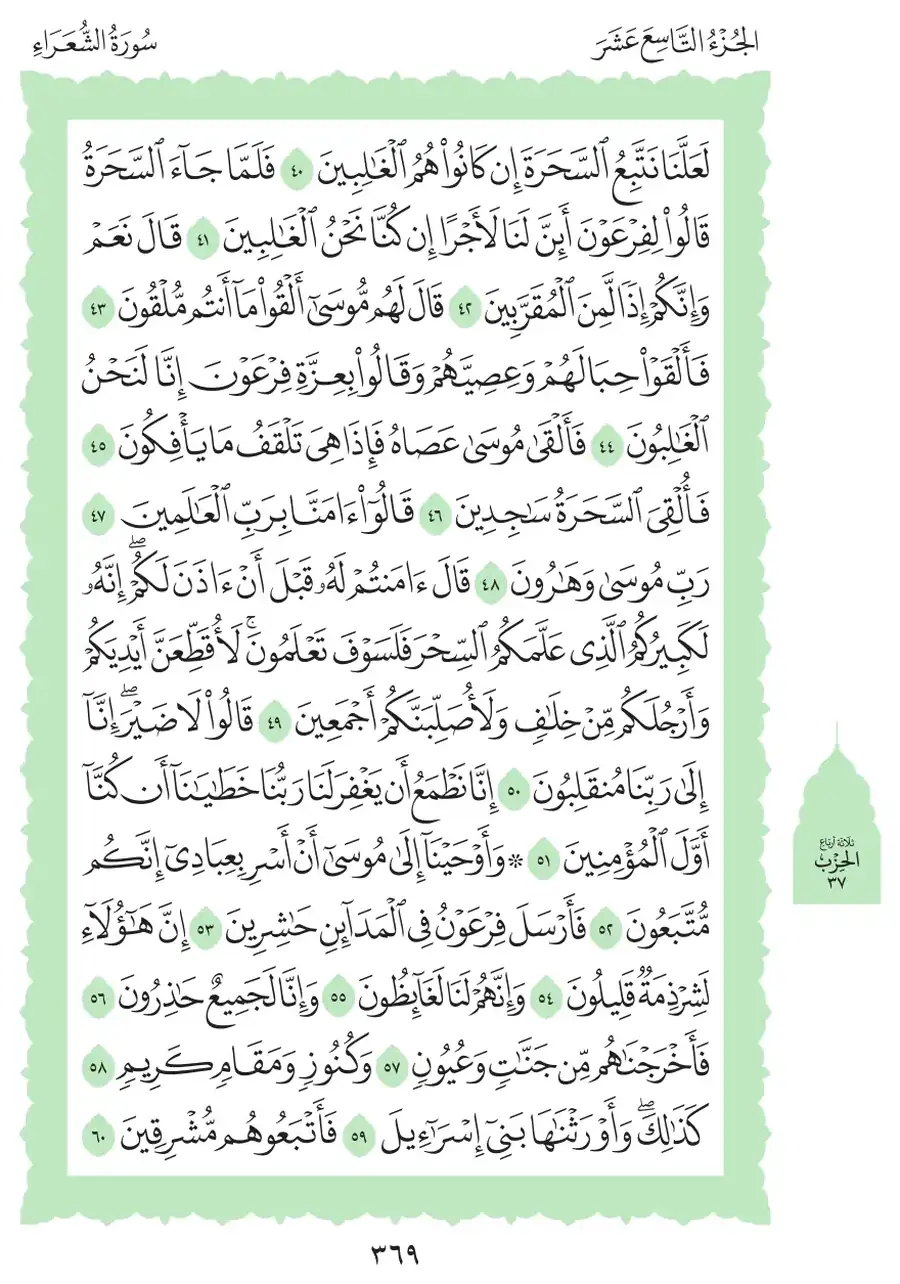 الجُزْءُ التَّاسِعَ عَشَرَ
سُورَةُ الشُّعَرَاءِ
لَعَلَّنَا نَتَّبِعُ ٱلسَّحَرَةَ إِن كَانُوا۟ هُمُ ٱلْغَٰلِبِينَ ٤٠ فَلَمَّا جَآءَ ٱلسَّحَرَةُ
قَالُوا۟ لِفِرْعَوْنَ أَئِنَّ لَنَا لَأَجْرًا إِن كُنَّا نَحْنُ ٱلْغَٰلِبِينَ ٤١ قَالَ نَعَمْ
وَإِنَّكُمْ إِذًا لَّمِنَ ٱلْمُقَرَّبِينَ ٤٢ قَالَ لَهُم مُّوسَىٰٓ أَلْقُوا۟ مَآ أَنتُم مُّلْقُونَ ٤٣
فَأَلْقَوْا۟ حِبَالَهُمْ وَعِصِيَّهُمْ وَقَالُوا۟ بِعِزَّةِ فِرْعَوْنَ إِنَّا لَنَحْنُ
ٱلْغَٰلِبُونَ ٤٤ فَأَلْقَىٰ مُوسَىٰ عَصَاهُ فَإِذَا هِىَ تَلْقَفُ مَا يَأْفِكُونَ ٤٥
فَأُلْقِىَ ٱلسَّحَرَةُ سَٰجِدِينَ ٤٦ قَالُوٓا۟ ءَامَنَّا بِرَبِّ ٱلْعَٰلَمِينَ ٤٧
رَبِّ مُوسَىٰ وَهَٰرُونَ ٤٨ قَالَ ءَامَنتُمْ لَهُۥ قَبْلَ أَنْ ءَاذَنَ لَكُمْ ۖ إِنَّهُۥ
لَكَبِيرُكُمُ ٱلَّذِى عَلَّمَكُمُ ٱلسِّحْرَ فَلَسَوْفَ تَعْلَمُونَ ۚ لَأُقَطِّعَنَّ أَيْدِيَكُمْ
وَأَرْجُلَكُم مِّنْ خِلَٰفٍ وَلَأُصَلِّبَنَّكُمْ أَجْمَعِينَ ٤٩ قَالُوا۟ لَا ضَيْرَ ۖ إِنَّآ
إِلَىٰ رَبِّنَا مُنقَلِبُونَ ٥٠ إِنَّا نَطْمَعُ أَن يَغْفِرَ لَنَا رَبُّنَا خَطَٰيَٰنَآ أَن كُنَّآ
أَوَّلَ ٱلْمُؤْمِنِينَ ٥١ ۞ وَأَوْحَيْنَآ إِلَىٰ مُوسَىٰٓ أَنْ أَسْرِ بِعِبَادِىٓ إِنَّكُم
مُّتَّبَعُونَ ٥٢ فَأَرْسَلَ فِرْعَوْنُ فِى ٱلْمَدَآئِنِ حَٰشِرِينَ ٥٣ إِنَّ هَٰٓؤُلَآءِ
لَشِرْذِمَةٌ قَلِيلُونَ ٥٤ وَإِنَّهُمْ لَنَا لَغَآئِظُونَ ٥٥ وَإِنَّا لَجَمِيعٌ حَٰذِرُونَ ٥٦
فَأَخْرَجْنَٰهُم مِّن جَنَّٰتٍ وَعُيُونٍ ٥٧ وَكُنُوزٍ وَمَقَامٍ كَرِيمٍ ٥٨
كَذَٰلِكَ ۖ وَأَوْرَثْنَٰهَا بَنِىٓ إِسْرَٰٓءِيلَ ٥٩ فَأَتْبَعُوهُم مُّشْرِقِينَ ٦٠
ثَلَاثَةُ أَرْبَاعِ
الحِزْب
٣٧
٣٦٩